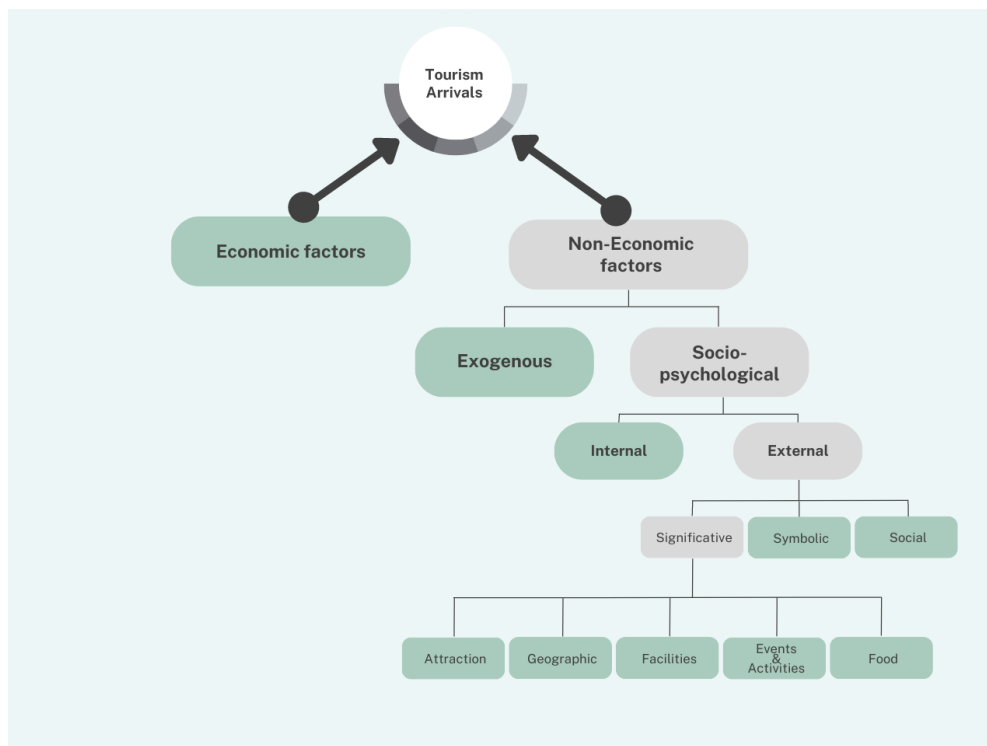 Tourism
Arrivals
Economic factors
Non-Economic
factors
Exogenous
Socio-
psychological
Internal
External
Significative
Symbolic
Social
Attraction
Geographic
Facilities
Events
&
Activities
Food